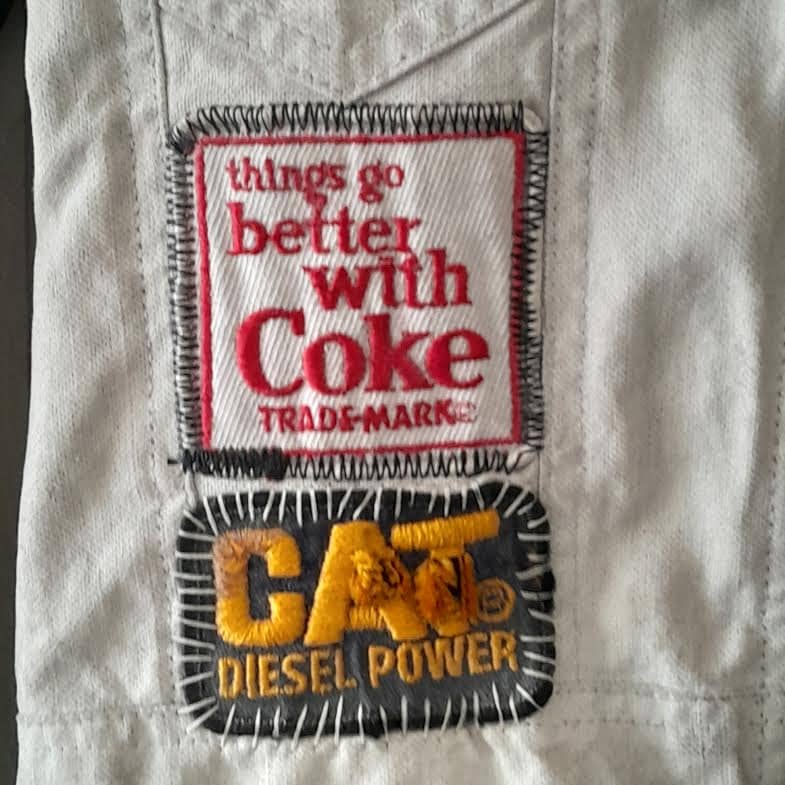 things go
better
with
Coke
TRADE-MARK®
CAT®
DIESEL POWER